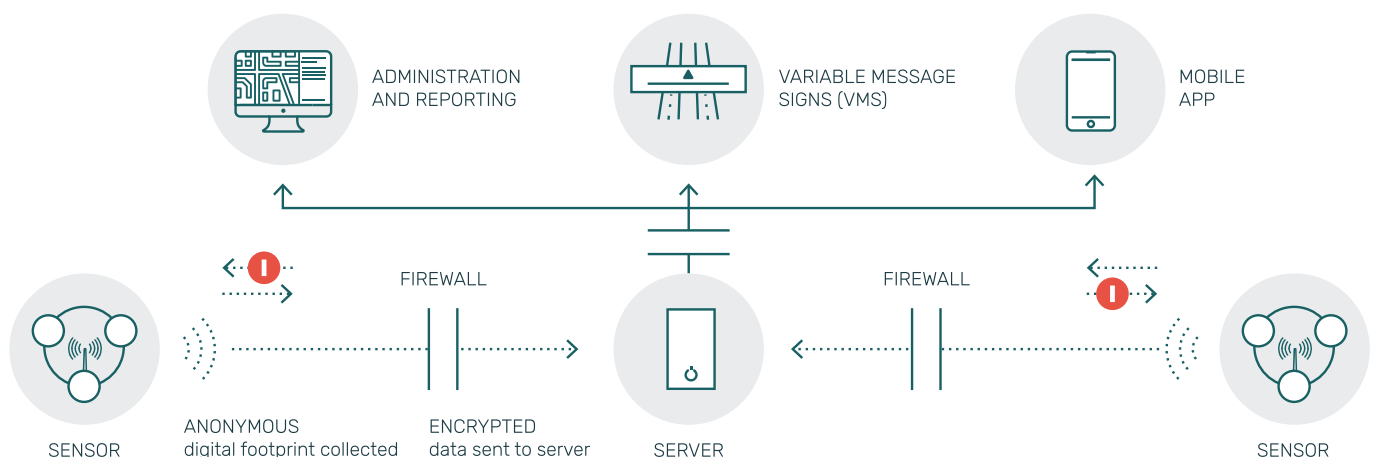 ADMINISTRATION
AND REPORTING
VARIABLE MESSAGE
SIGNS (VMS)
MOBILE
APP
FIREWALL
FIREWALL
ANONYMOUS
digital footprint collected
ENCRYPTED
data sent to server
SENSOR
SERVER
SENSOR